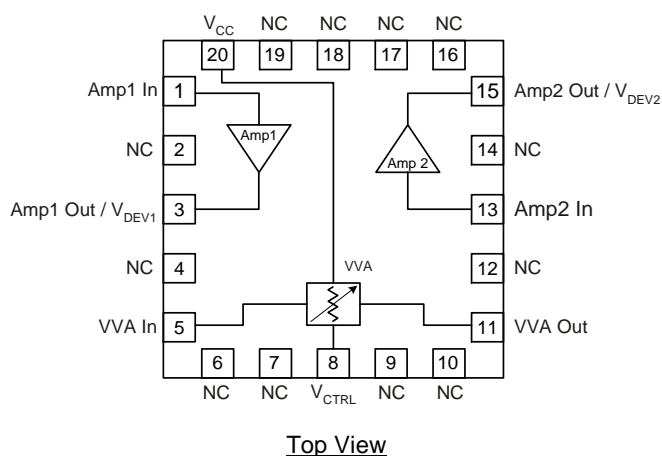 VCC NC NC NC NC
20 19 18 17 16
Amp1 In 1 15 Amp2 Out / VDEV2
Amp1 Amp 2
NC 2 14 NC
Amp1 Out / VDEV1 3 13 Amp2 In
NC 4 12 NC
VVA
VVA In 5 11 VVA Out
6 7 8 9 10
NC NC VCTRL NC NC
Top View